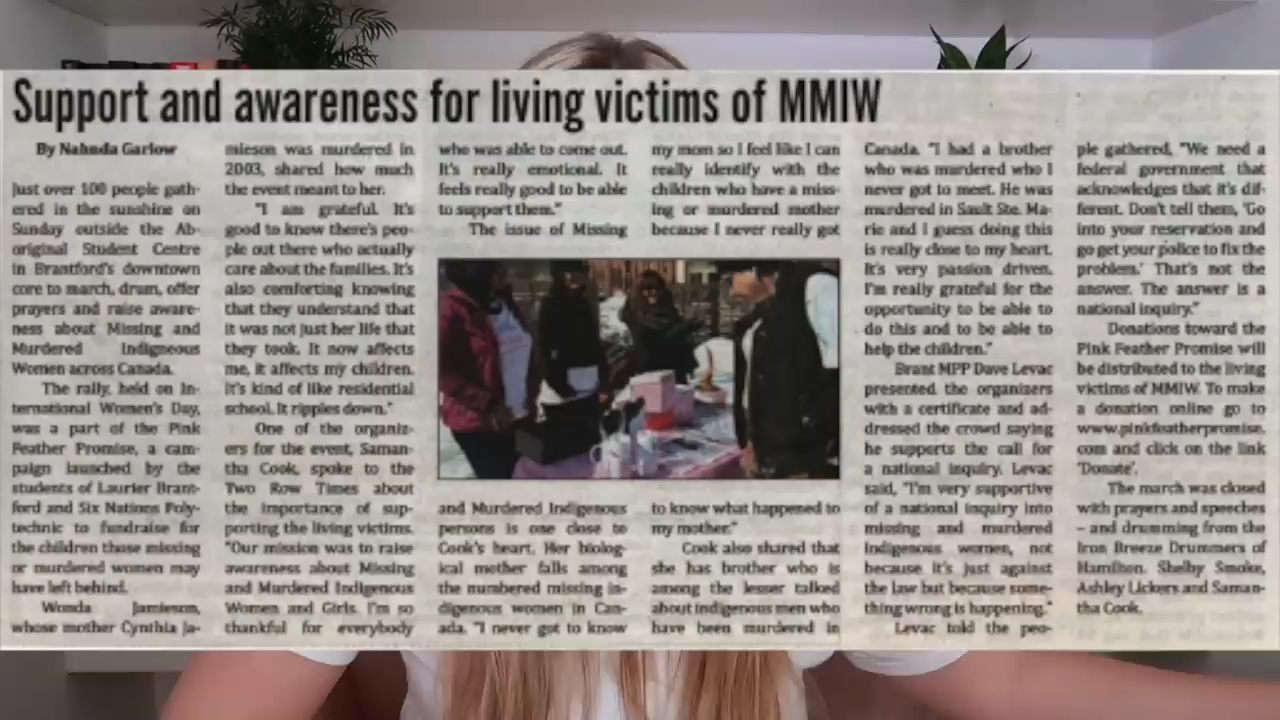 Support and awareness for living victims of MMIW
By Nahnda Garlow
Just over 100 people gath-
ered in the sunshine on
Sunday outside the Ab-
original Student Centre
in Brantford's downtown
core to march, drum, offer
prayers and raise aware-
ness about Missing and
Murdered Indigneous
Women across Canada.
The rally, held on In-
ternational Women's Day,
was a part of the Pink
Feather Promise, a cam-
paign launched by the
students of Laurier Brant-
ford and Six Nations Poly-
technic to fundraise for
the children those missing
or murdered women may
have left behind.
Wonda Jamieson,
whose mother Cynthia Ja-
mieson was murdered in
2003, shared how much
the event meant to her.
"I am grateful. It's
good to know there's peo-
ple out there who actually
care about the families. It's
also comforting knowing
that they understand that
it was not just her life that
they took. It now affects
me, it affects my children.
It's kind of like residential
school. It ripples down."
One of the organiz-
ers for the event, Saman-
tha Cook, spoke to the
Two Row Times about
the importance of sup-
porting the living victims.
"Our mission was to raise
awareness about Missing
and Murdered Indigenous
Women and Girls. I'm so
thankful for everybody
who was able to come out.
It's really emotional. It
feels really good to be able
to support them."
The issue of Missing
and Murdered Indigenous
persons is one close to
Cook's heart. Her biolog-
ical mother falls among
the numbered missing in-
digenous women in Can-
ada. "I never got to know
my mom so I feel like I can
really identify with the
children who have a miss-
ing or murdered mother
because I never really got
to know what happened to
my mother."
Cook also shared that
she has brother who is
among the lesser talked
about indigenous men who
have been murdered in
Canada. "I had a brother
who was murdered who I
never got to meet. He was
murdered in Sault Ste. Ma-
rie and I guess doing this
is really close to my heart.
It's very passion driven.
I'm really grateful for the
opportunity to be able to
do this and to be able to
help the children."
Brant MPP Dave Levac
presented the organizers
with a certificate and ad-
dressed the crowd saying
he supports the call for
a national inquiry. Levac
said, "I'm very supportive
of a national inquiry into
missing and murdered
indigenous women, not
because it's just against
the law but because some-
thing wrong is happening."
Levac told the peo-
ple gathered, "We need a
federal government that
acknowledges that it's dif-
ferent. Don't tell them, 'Go
into your reservation and
go get your police to fix the
problem.' That's not the
answer. The answer is a
national inquiry."
Donations toward the
Pink Feather Promise will
be distributed to the living
victims of MMIW. To make
a donation online go to
www.pinkfeatherpromise.
com and click on the link
'Donate'.
The march was closed
with prayers and speeches
– and drumming from the
Iron Breeze Drummers of
Hamilton. Shelby Smoke,
Ashley Lickers and Saman-
tha Cook.